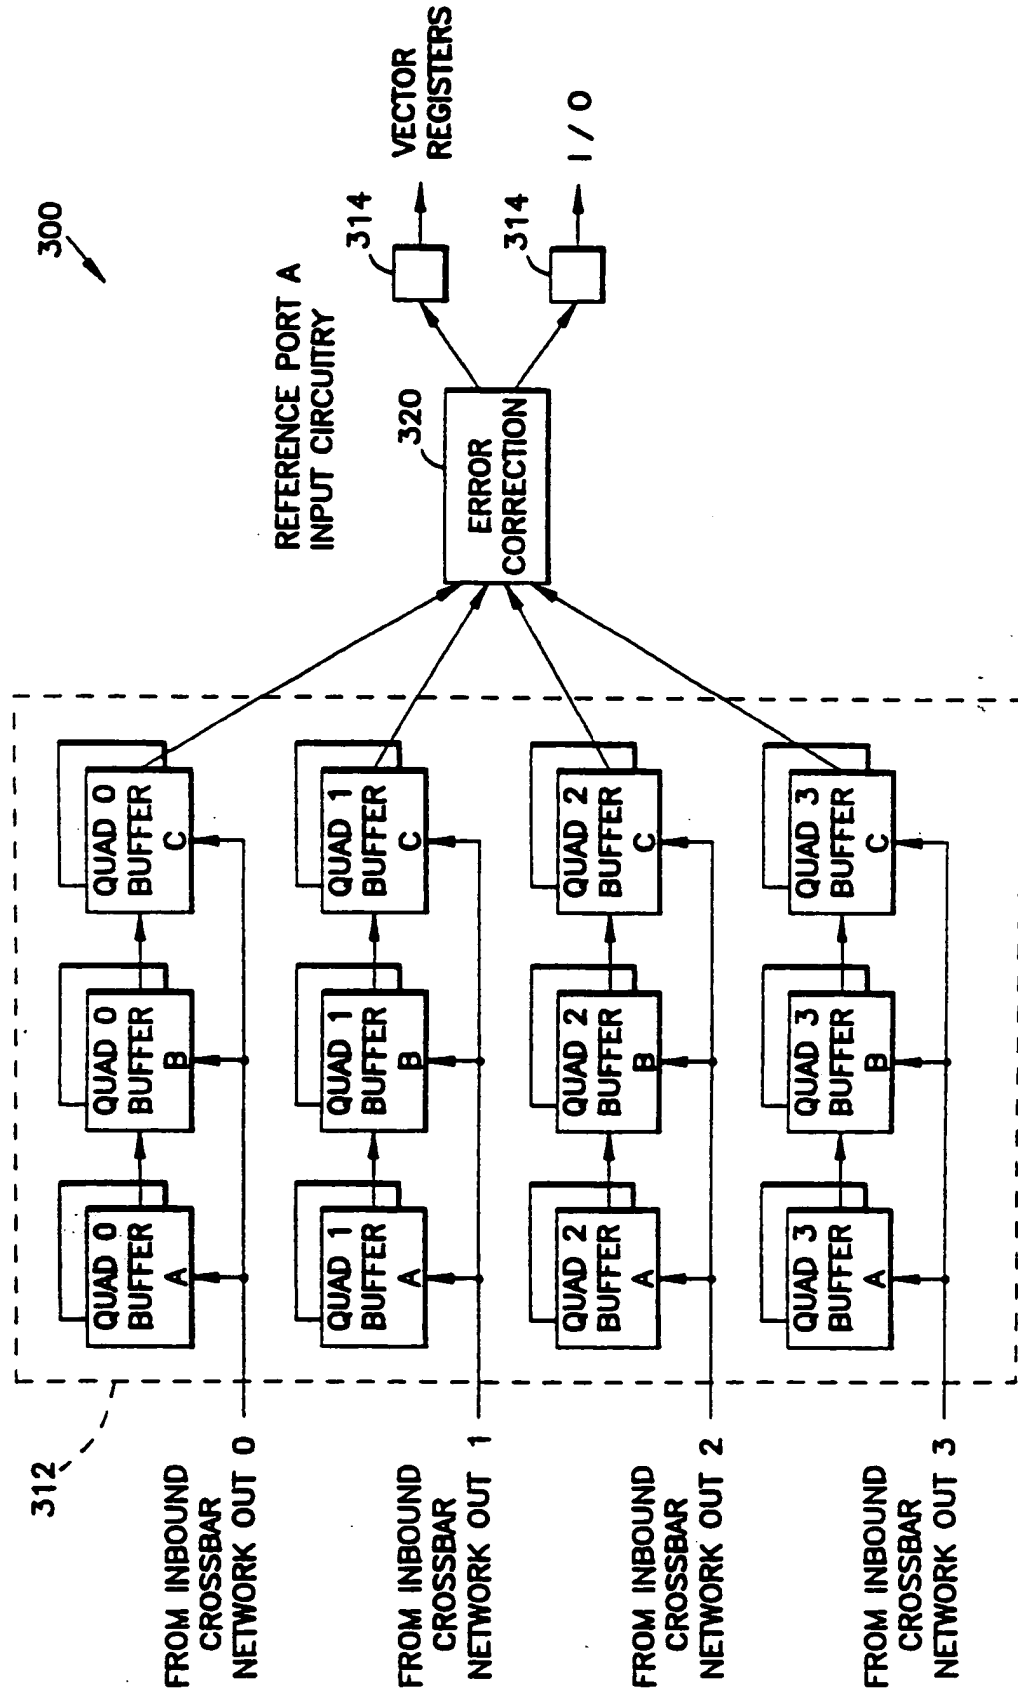 300
REFERENCE PORT A
INPUT CIRCUITRY
312
FROM INBOUND
CROSSBAR
NETWORK OUT 0
QUAD 0
BUFFER
A
QUAD 0
BUFFER
B
QUAD 0
BUFFER
C
FROM INBOUND
CROSSBAR
NETWORK OUT 1
QUAD 1
BUFFER
A
QUAD 1
BUFFER
B
QUAD 1
BUFFER
C
FROM INBOUND
CROSSBAR
NETWORK OUT 2
QUAD 2
BUFFER
A
QUAD 2
BUFFER
B
QUAD 2
BUFFER
C
FROM INBOUND
CROSSBAR
NETWORK OUT 3
QUAD 3
BUFFER
A
QUAD 3
BUFFER
B
QUAD 3
BUFFER
C
320
ERROR
CORRECTION
314
VECTOR
REGISTERS
314
I / O